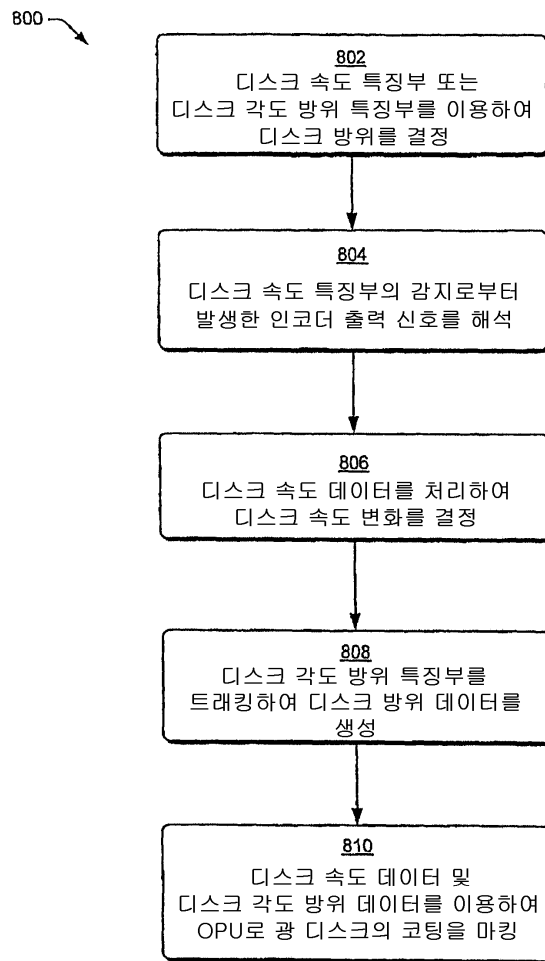 800
802
디스크 속도 특징부 또는
디스크 각도 방위 특징부를 이용하여
디스크 방위를 결정
804
디스크 속도 특징부의 감지로부터
발생한 인코더 출력 신호를 해석
806
디스크 속도 데이터를 처리하여
디스크 속도 변화를 결정
808
디스크 각도 방위 특징부를
트래킹하여 디스크 방위 데이터를
생성
810
디스크 속도 데이터 및
디스크 각도 방위 데이터를 이용하여
OPU로 광 디스크의 코팅을 마킹